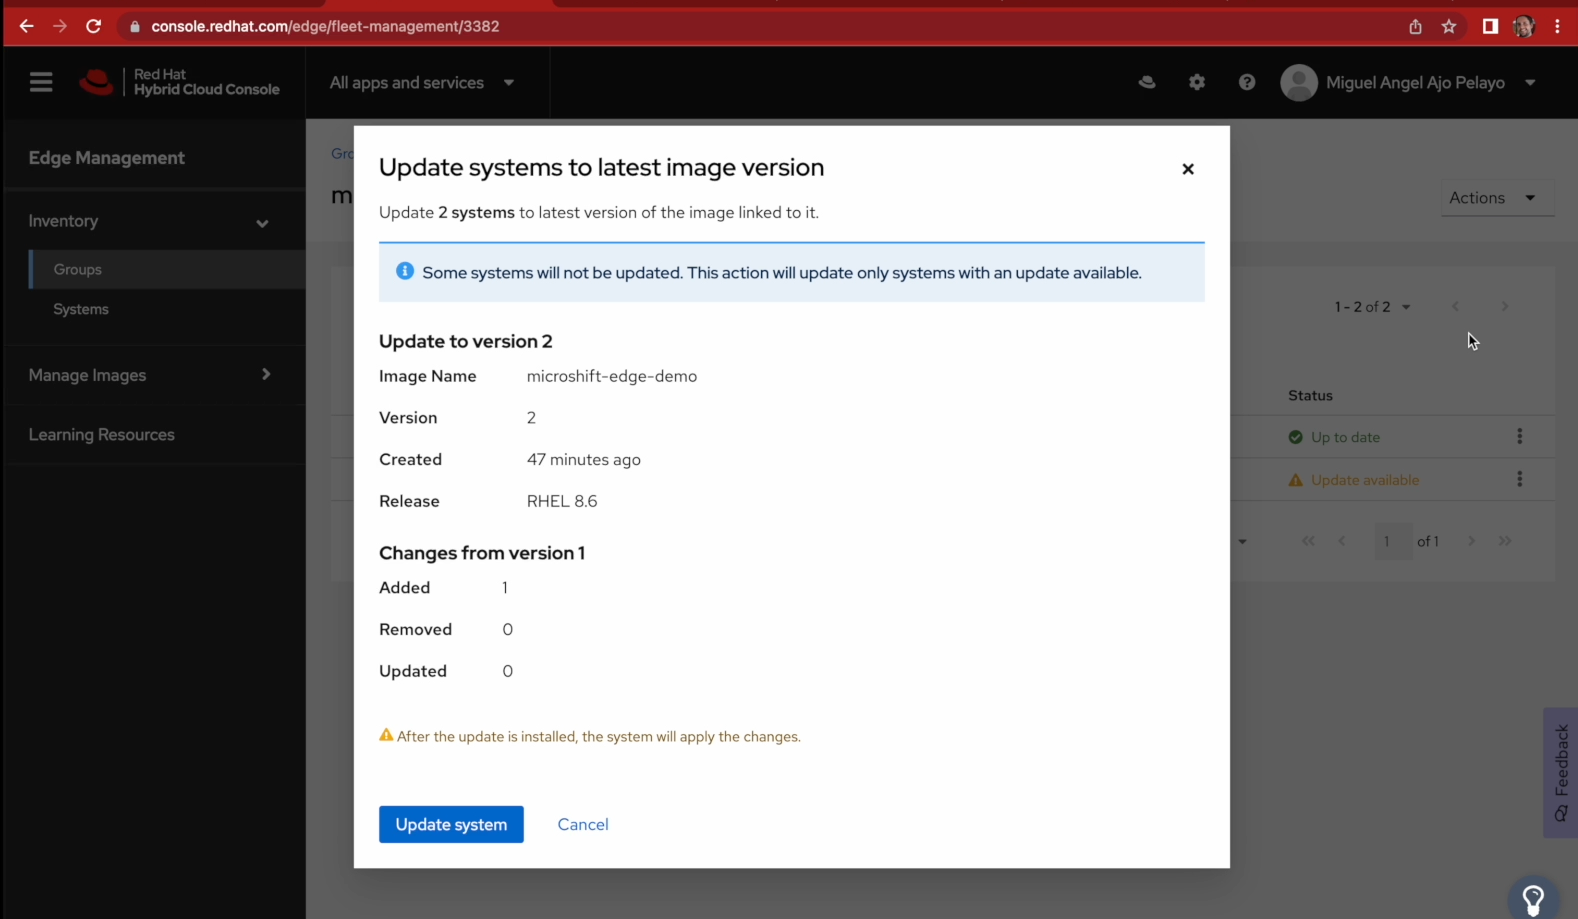 console.redhat.com/edge/fleet-management/3382
Red Hat
Hybrid Cloud Console
All apps and services
Miguel Angel Ajo Pelayo
Edge Management
Inventory
Groups
Systems
Manage Images
Learning Resources
Gro
m
Actions
1 - 2 of 2
Status
Up to date
Update available
1 of 1
Feedback
Update systems to latest image version
Update 2 systems to latest version of the image linked to it.
Some systems will not be updated. This action will update only systems with an update available.
Update to version 2
Image Name microshift-edge-demo
Version 2
Created 47 minutes ago
Release RHEL 8.6
Changes from version 1
Added 1
Removed 0
Updated 0
After the update is installed, the system will apply the changes.
Update system Cancel